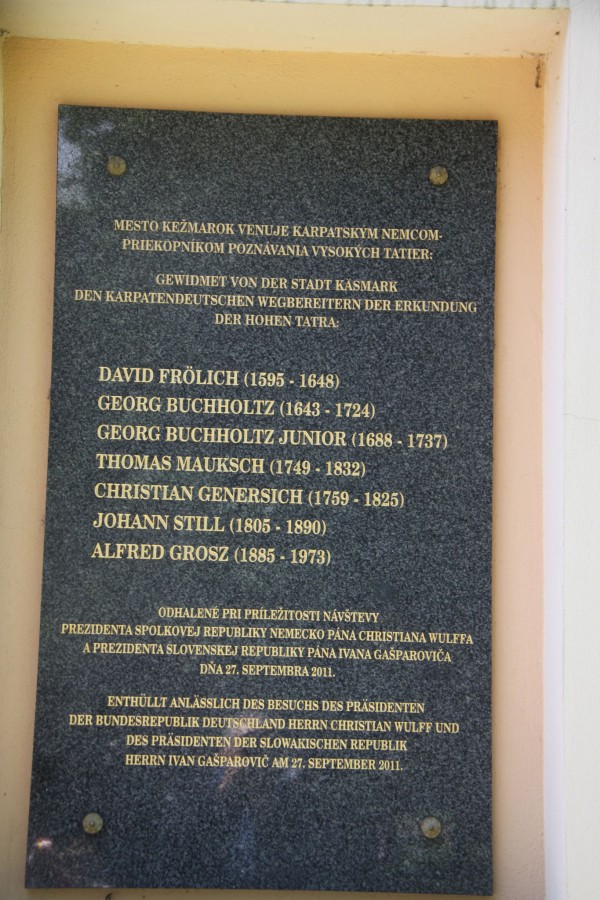 MESTO KEŽMAROK VENUJE KARPATSKYM NEMCOM-
PRIEKOPNÍKOM POZNÁVANIA VYSOKÝCH TATIER:
GEWIDMET VON DER STADT KÄSMARK
DEN KARPATENDEUTSCHEN WEGBEREITERN DER ERKUNDUNG
DER HOHEN TATRA:
DAVID FRÖLICH (1595 - 1648)
GEORG BUCHHOLTZ (1643 - 1724)
GEORG BUCHHOLTZ JUNIOR (1688 - 1737)
THOMAS MAUKSCH (1749 - 1832)
CHRISTIAN GENERSICH (1759 - 1825)
JOHANN STILL (1805 - 1890)
ALFRED GROSZ (1885 - 1973)
ODHALENÉ PRI PRÍLEŽITOSTI NÁVŠTEVY
PREZIDENTA SPOLKOVEJ REPUBLIKY NEMECKO PÁNA CHRISTIANA WULFFA
A PREZIDENTA SLOVENSKEJ REPUBLIKY PÁNA IVANA GAŠPAROVIČA
DŇA 27. SEPTEMBRA 2011.
ENTHÜLLT ANLÄSSLICH DES BESUCHS DES PRÄSIDENTEN
DER BUNDESREPUBLIK DEUTSCHLAND HERRN CHRISTIAN WULFF UND
DES PRÄSIDENTEN DER SLOWAKISCHEN REPUBLIK
HERRN IVAN GAŠPAROVIČ AM 27. SEPTEMBER 2011.